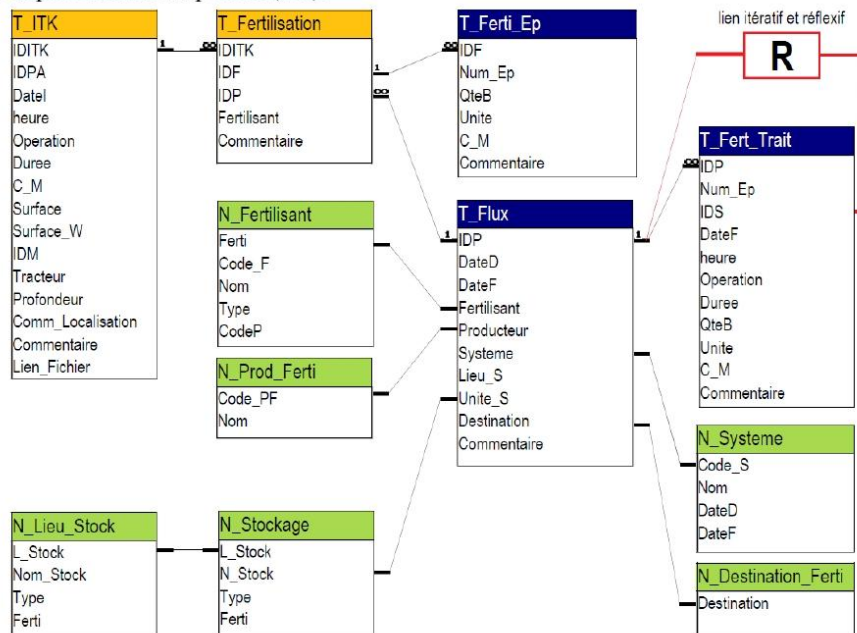 T_ITK
IDITK
IDPA
DateI
heure
Operation
Duree
C_M
Surface
Surface_W
IDM
Tracteur
Profondeur
Comm_Localisation
Commentaire
Lien_Fichier
T_Fertilisation
IDITK
IDF
IDP
Fertilisant
Commentaire
T_Ferti_Ep
IDF
Num_Ep
QteB
Unite
C_M
Commentaire
lien itératif et réflexif
R
T_Fert_Trait
IDP
Num_Ep
IDS
DateF
heure
Operation
Duree
QteB
Unite
C_M
Commentaire
N_Fertilisant
Ferti
Code_F
Nom
Type
CodeP
T_Flux
IDP
DateD
DateF
Fertilisant
Producteur
Systeme
Lieu_S
Unite_S
Destination
Commentaire
N_Prod_Ferti
Code_PF
Nom
N_Systeme
Code_S
Nom
DateD
DateF
N_Lieu_Stock
L_Stock
Nom_Stock
Type
Ferti
N_Stockage
L_Stock
N_Stock
Type
Ferti
N_Destination_Ferti
Destination
1
∞
1
∞
∞
1
1
∞